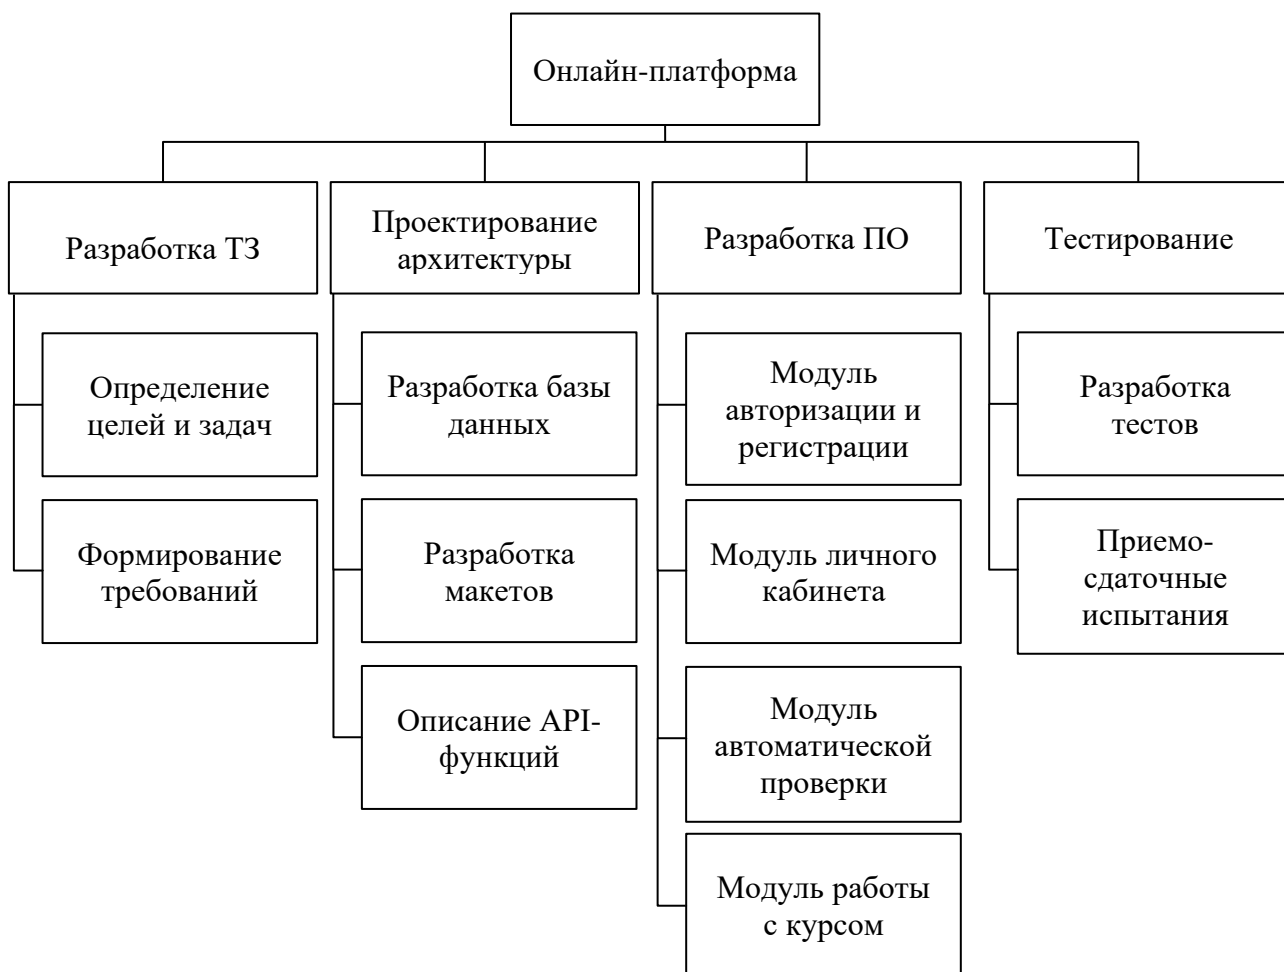 Онлайн-платформа
Разработка ТЗ
Проектирование
архитектуры
Разработка ПО
Тестирование
Определение
целей и задач
Формирование
требований
Разработка базы
данных
Разработка
макетов
Описание API-
функций
Модуль
авторизации и
регистрации
Модуль личного
кабинета
Модуль
автоматической
проверки
Модуль работы
с курсом
Разработка
тестов
Приемо-
сдаточные
испытания